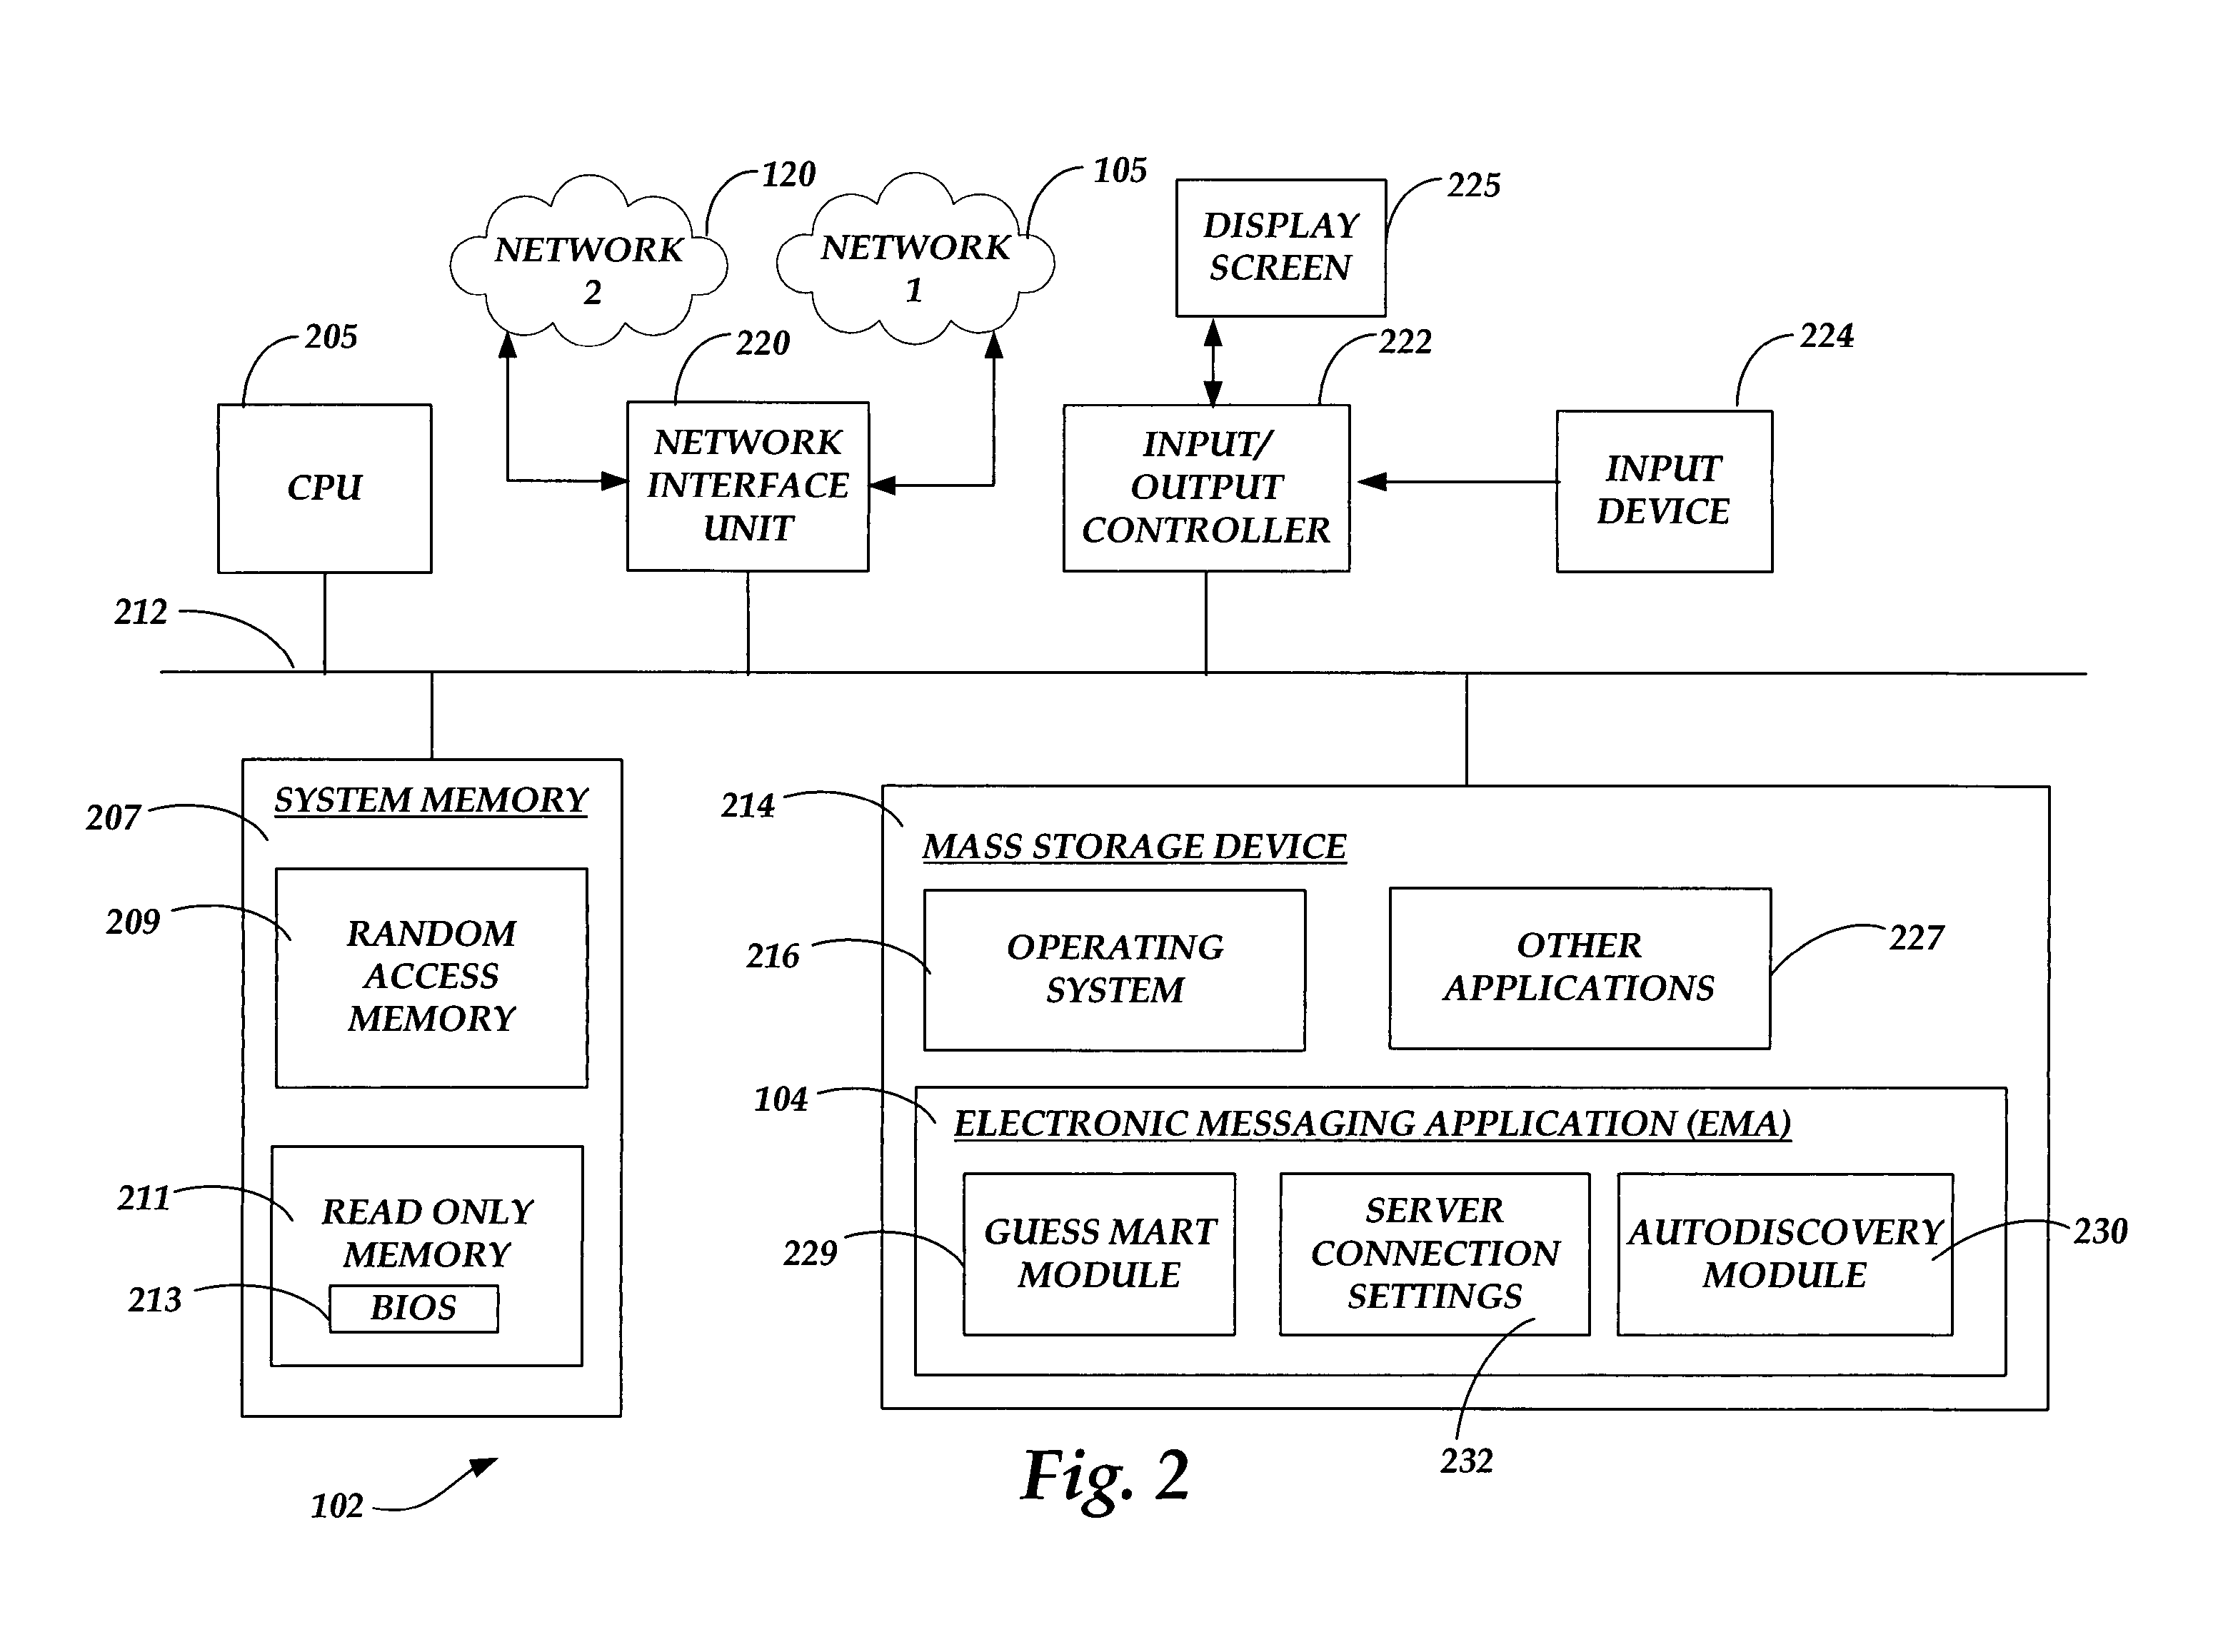 120
105
225
NETWORK
2
NETWORK
1
DISPLAY
SCREEN
205
220
222
224
CPU
NETWORK
INTERFACE
UNIT
INPUT/
OUTPUT
CONTROLLER
INPUT
DEVICE
212
SYSTEM MEMORY
207
209
RANDOM
ACCESS
MEMORY
211
READ ONLY
MEMORY
213
BIOS
214
MASS STORAGE DEVICE
216
OPERATING
SYSTEM
OTHER
APPLICATIONS
227
104
ELECTRONIC MESSAGING APPLICATION (EMA)
229
GUESS MART
MODULE
SERVER
CONNECTION
SETTINGS
AUTODISCOVERY
MODULE
230
232
102
Fig. 2